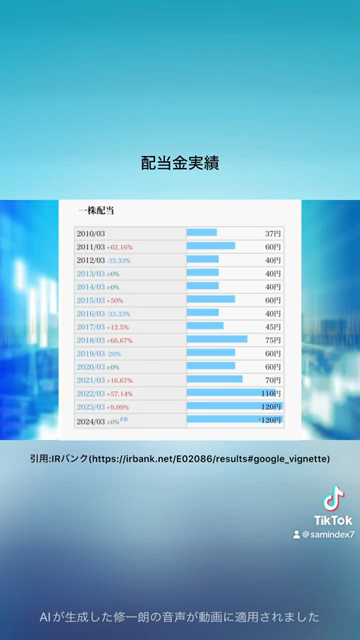 配当金実績
一株配当
2010/03 37円
2011/03 +62.16% 60円
2012/03 -33.33% 40円
2013/03 ±0% 40円
2014/03 ±0% 40円
2015/03 +50% 60円
2016/03 -33.33% 40円
2017/03 +12.5% 45円
2018/03 +66.67% 75円
2019/03 -20% 60円
2020/03 ±0% 60円
2021/03 +16.67% 70円
2022/03 +57.14% 110円
2023/03 +9.09% 120円
2024/03 ±0% 120円
引用:IRバンク(https://irbank.net/E02086/results#google_vignette)
TikTok
@samindex7
AIが生成した修一朗の音声が動画に適用されました